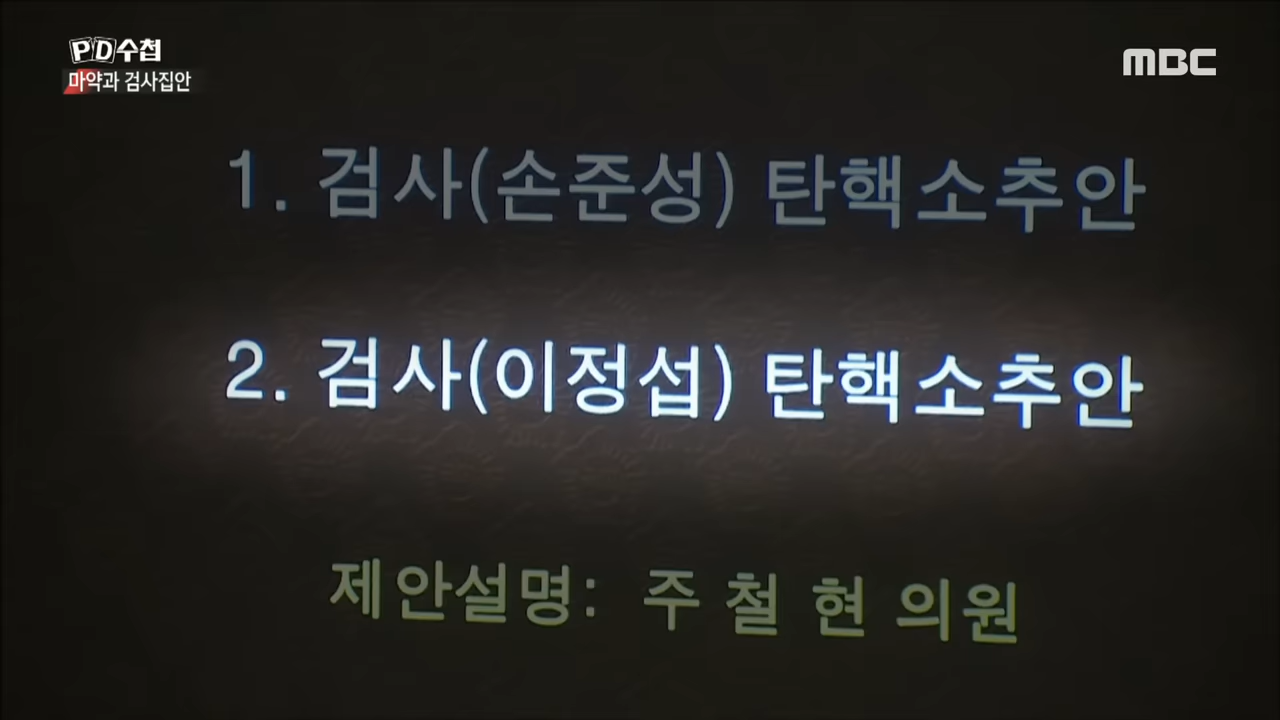 PD수첩
마약과 검사집안
MBC
1. 검사(손준성) 탄핵소추안
2. 검사(이정섭) 탄핵소추안
제안설명: 주 철 현 의원